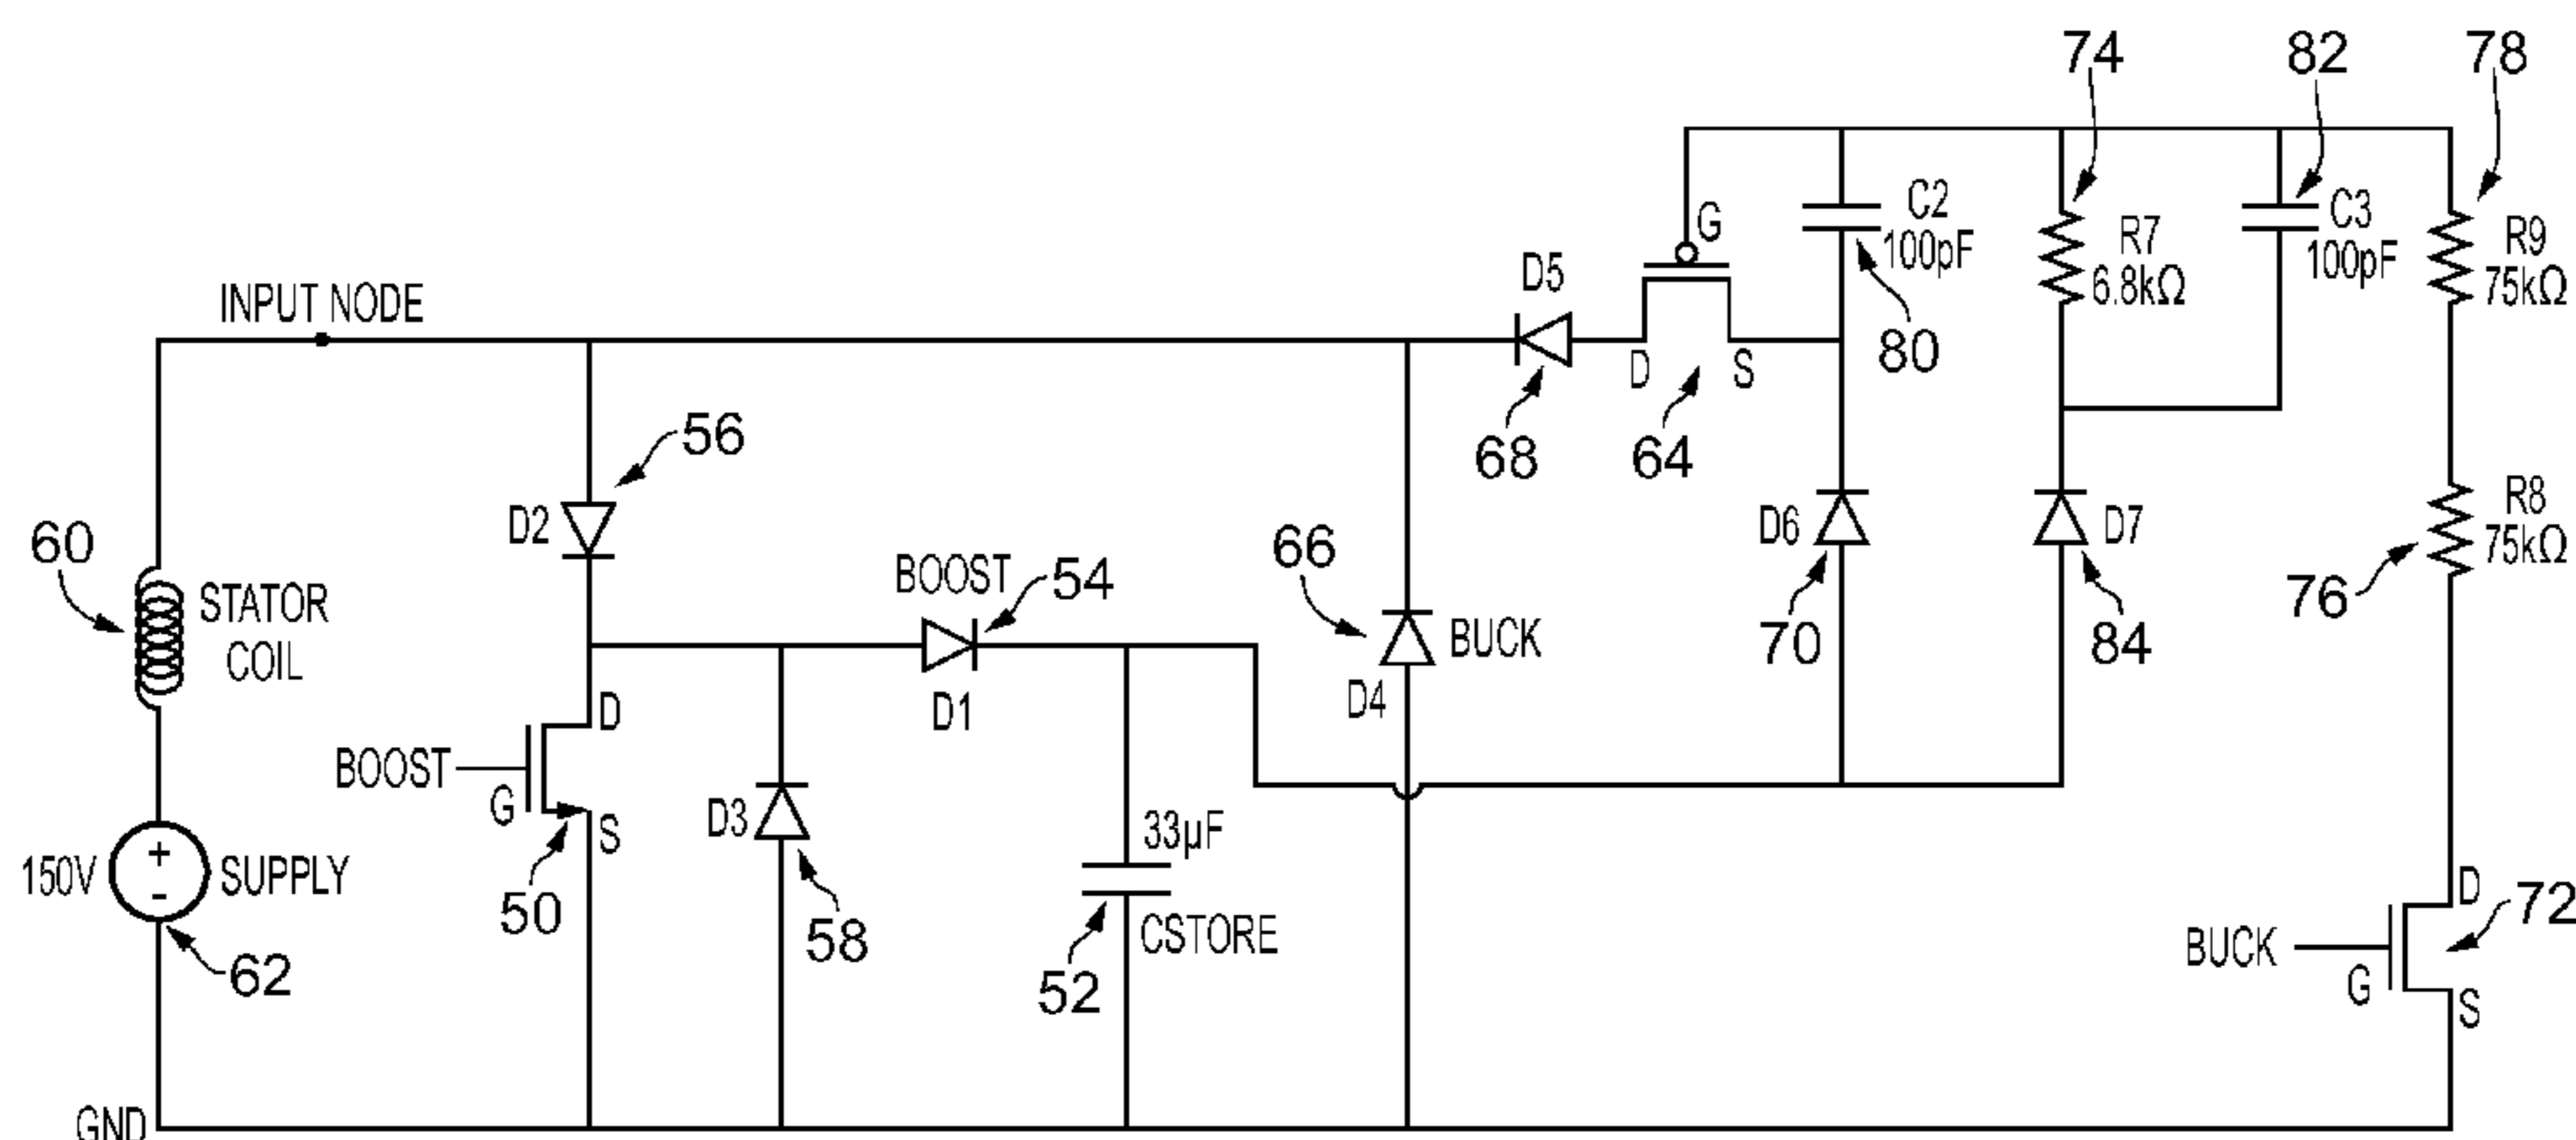 74
82
78
INPUT NODE
D5
G
C2
100pF
R7
6.8kΩ
C3
100pF
R9
75kΩ
D
S
80
68
64
56
D2
60
STATOR
COIL
BOOST
54
66
BUCK
D6
D7
R8
75kΩ
D1
D4
70
84
76
BOOST
G
D
S
D3
33µF
150V
+
-
SUPPLY
50
58
52
CSTORE
62
BUCK
G
D
S
72
GND